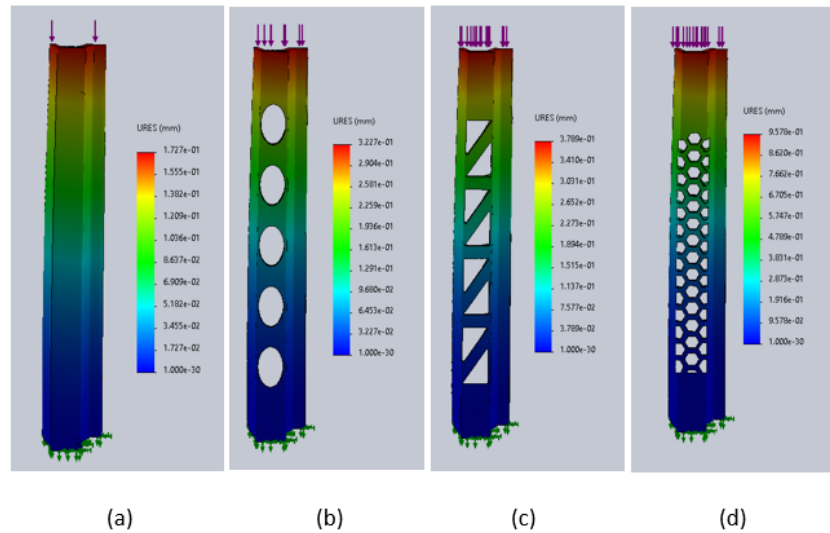 URES (mm)
1.727e-01
1.555e-01
1.382e-01
1.209e-01
1.036e-01
8.637e-02
6.909e-02
5.182e-02
3.455e-02
1.727e-02
1.000e-30
URES (mm)
3.227e-01
2.904e-01
2.581e-01
2.259e-01
1.936e-01
1.613e-01
1.291e-01
9.680e-02
6.453e-02
3.227e-02
1.000e-30
URES (mm)
3.789e-01
3.410e-01
3.031e-01
2.652e-01
2.273e-01
1.894e-01
1.515e-01
1.137e-01
7.577e-02
3.789e-02
1.000e-30
URES (mm)
9.578e-01
8.620e-01
7.662e-01
6.705e-01
5.747e-01
4.789e-01
3.831e-01
2.873e-01
1.916e-01
9.578e-02
1.000e-30
(a) (b) (c) (d)